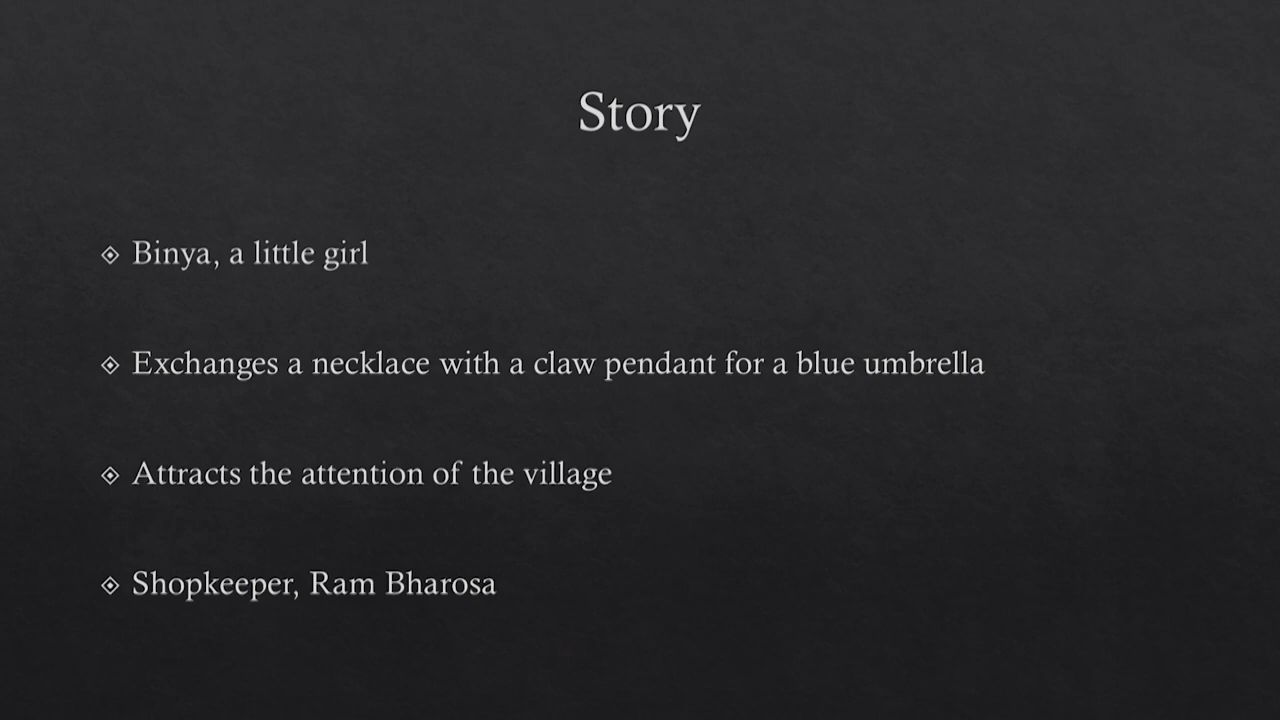 Story
Binya, a little girl
Exchanges a necklace with a claw pendant for a blue umbrella
Attracts the attention of the village
Shopkeeper, Ram Bharosa